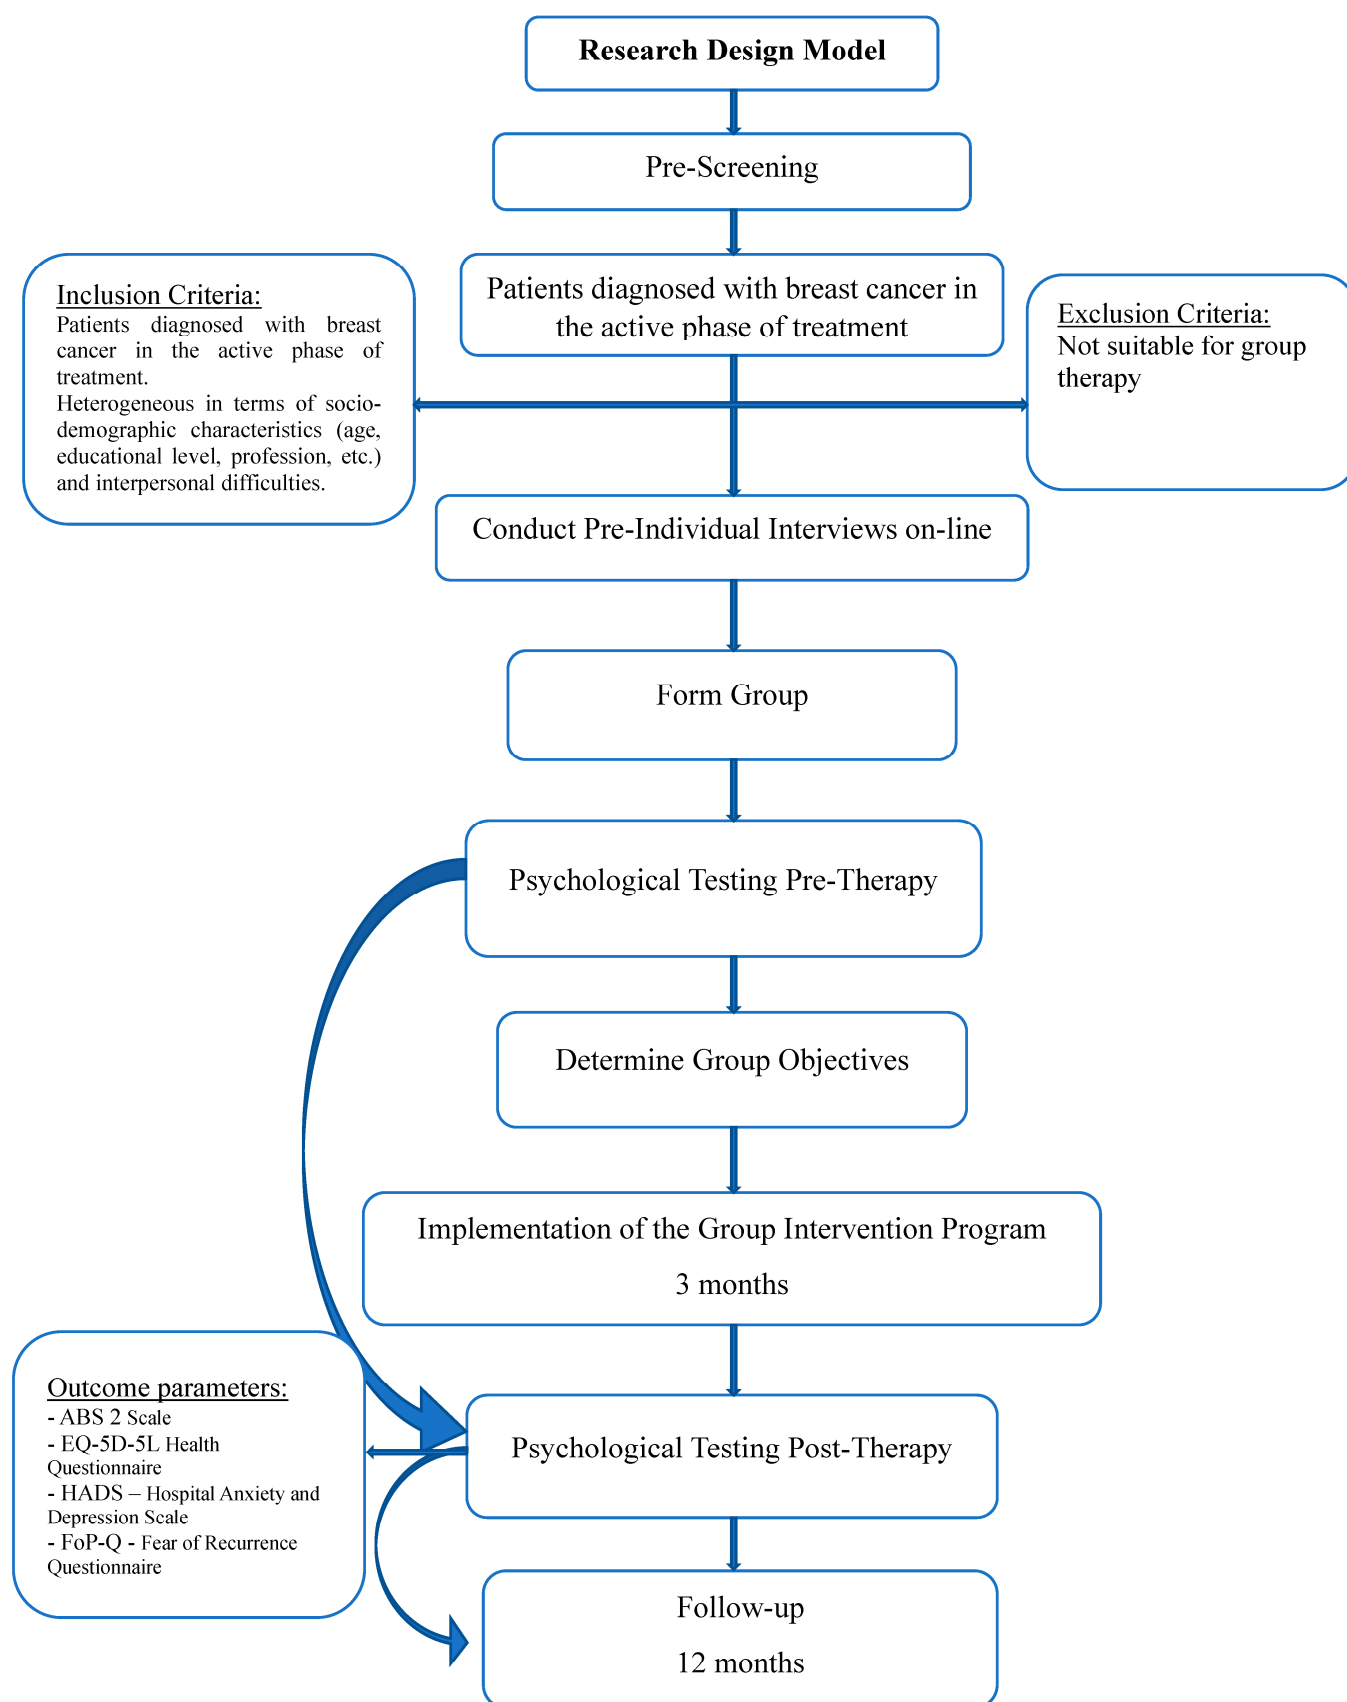 Research Design Model
Pre-Screening
Patients diagnosed with breast cancer in
the active phase of treatment
Inclusion Criteria:
Patients diagnosed with breast
cancer in the active phase of
treatment.
Heterogeneous in terms of socio-
demographic characteristics (age,
educational level, profession, etc.)
and interpersonal difficulties.
Exclusion Criteria:
Not suitable for group
therapy
Conduct Pre-Individual Interviews on-line
Form Group
Psychological Testing Pre-Therapy
Determine Group Objectives
Implementation of the Group Intervention Program
3 months
Outcome parameters:
- ABS 2 Scale
- EQ-5D-5L Health
Questionnaire
- HADS – Hospital Anxiety and
Depression Scale
- FoP-Q - Fear of Recurrence
Questionnaire
Psychological Testing Post-Therapy
Follow-up
12 months